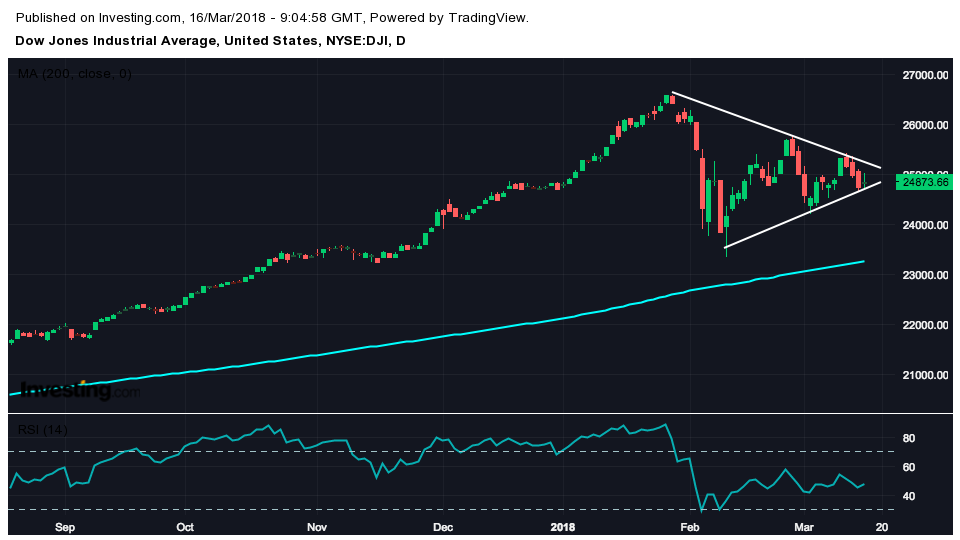 Published on Investing.com, 16/Mar/2018 - 9:04:58 GMT, Powered by TradingView.
Dow Jones Industrial Average, United States, NYSE:DJI, D
MA (200, close, 0)
27000.00
26000.00
25000.00
24873.66
24000.00
23000.00
22000.00
21000.00
Investing.com
RSI (14)
80
60
40
Sep Oct Nov Dec 2018 Feb Mar 20